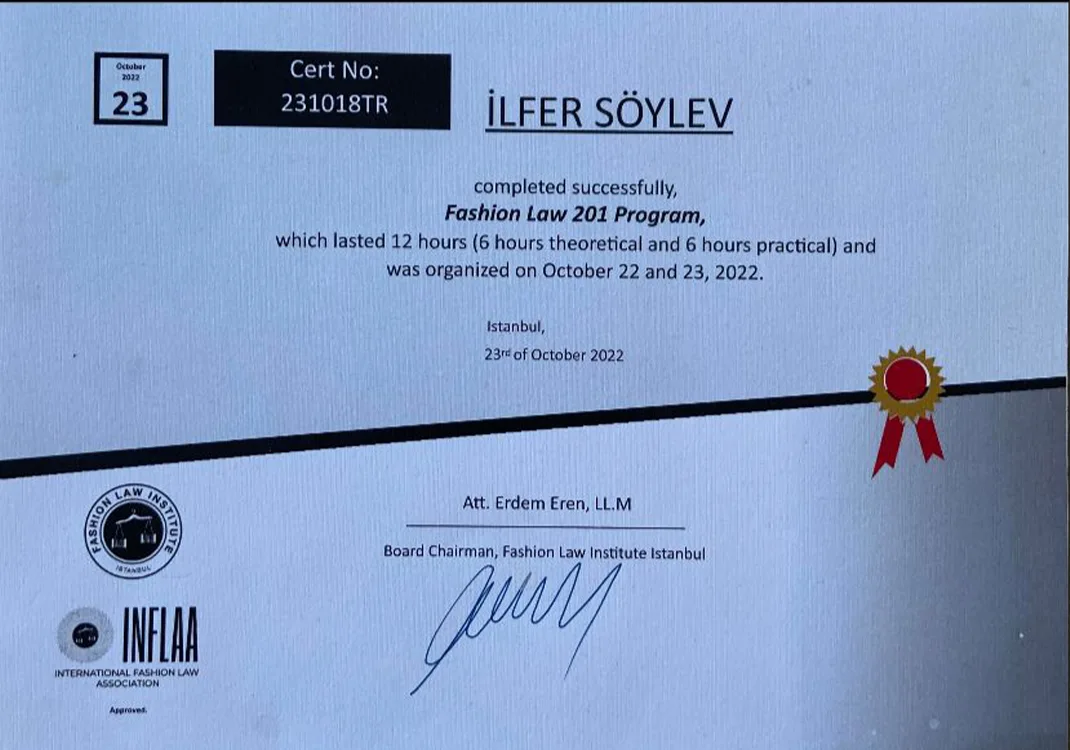 October
2022
23
Cert No:
231018TR
İLFER SÖYLEV
completed successfully,
Fashion Law 201 Program,
which lasted 12 hours (6 hours theoretical and 6 hours practical) and
was organized on October 22 and 23, 2022.
Istanbul,
23rd of October 2022
Att. Erdem Eren, LL.M
Board Chairman, Fashion Law Institute Istanbul
FASHION LAW INSTITUTE
ISTANBUL
INFLAA
INTERNATIONAL FASHION LAW
ASSOCIATION
Approved.